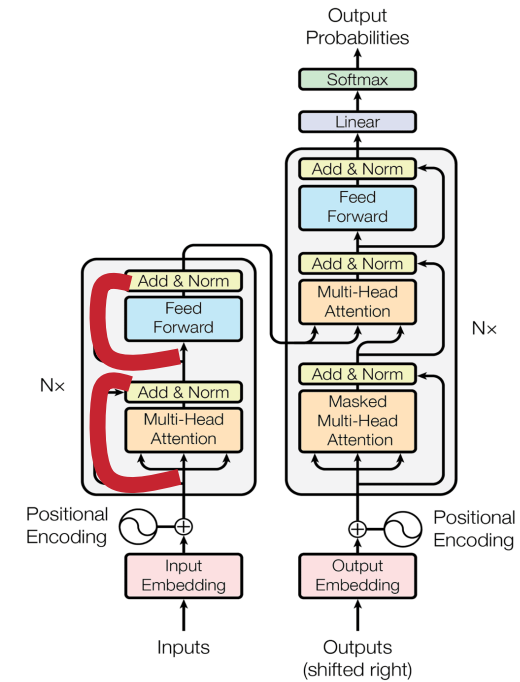 Output
Probabilities
Softmax
Linear
Add & Norm
Feed
Forward
Add & Norm
Multi-Head
Attention
Add & Norm
Masked
Multi-Head
Attention
N×
Positional
Encoding
Output
Embedding
Outputs
(shifted right)
Add & Norm
Feed
Forward
N×
Add & Norm
Multi-Head
Attention
Positional
Encoding
Input
Embedding
Inputs